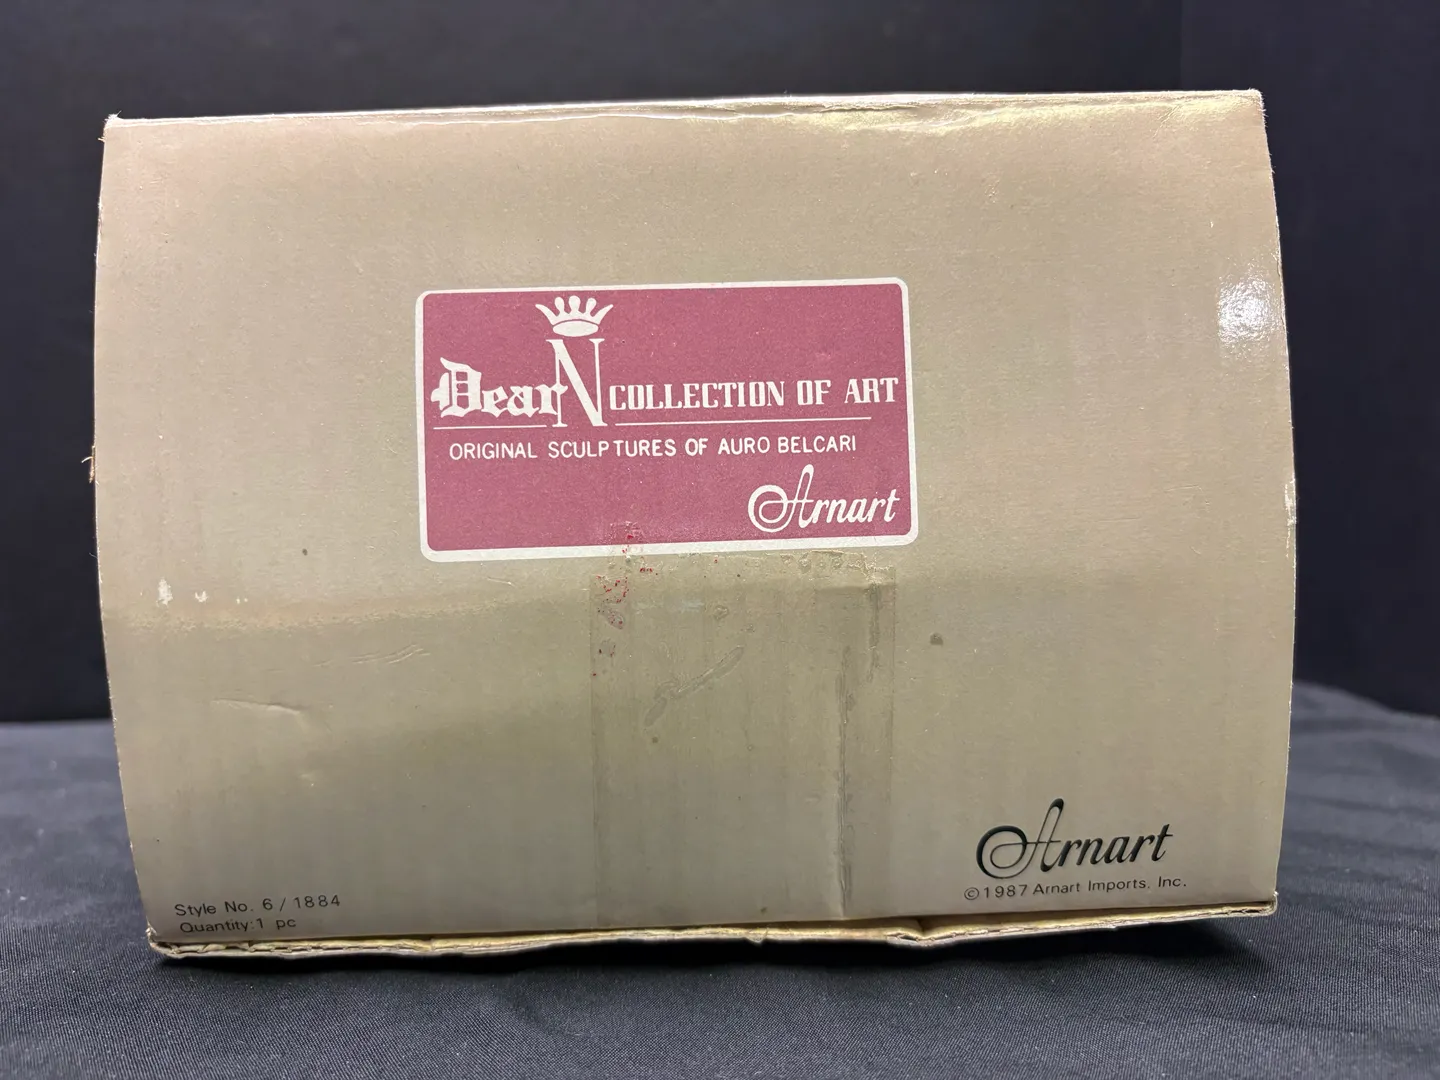 Dear N COLLECTION OF ART
ORIGINAL SCULPTURES OF AURO BELCARI
Arnart
Arnart
©1987 Arnart Imports, Inc.
Style No. 6 / 1884
Quantity: 1 pc